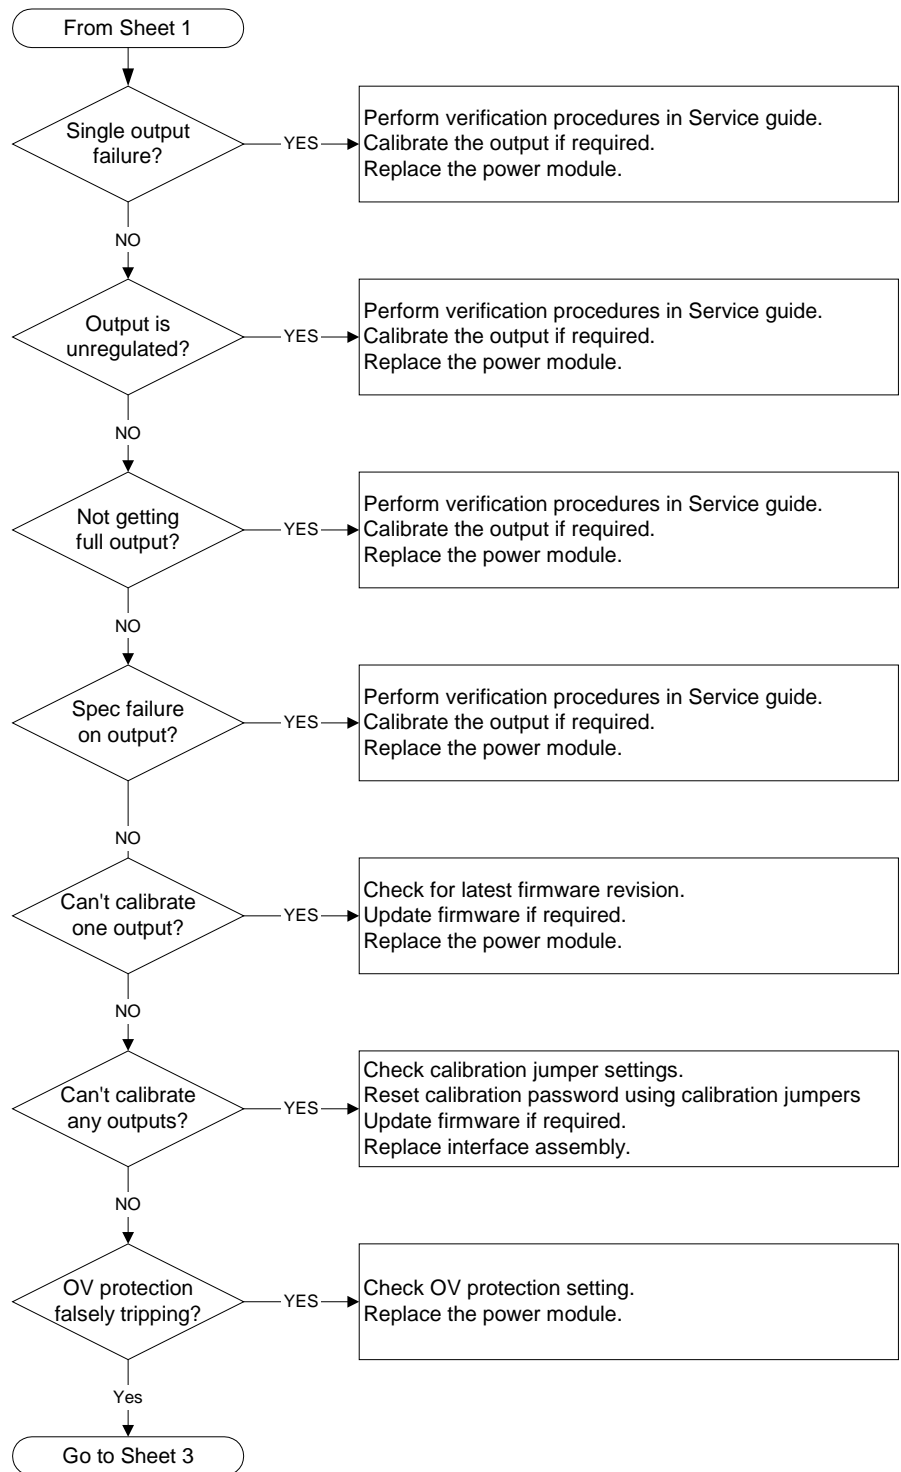 From Sheet 1
Single output
failure?
YES
Perform verification procedures in Service guide.
Calibrate the output if required.
Replace the power module.
NO
Output is
unregulated?
YES
Perform verification procedures in Service guide.
Calibrate the output if required.
Replace the power module.
NO
Not getting
full output?
YES
Perform verification procedures in Service guide.
Calibrate the output if required.
Replace the power module.
NO
Spec failure
on output?
YES
Perform verification procedures in Service guide.
Calibrate the output if required.
Replace the power module.
NO
Can't calibrate
one output?
YES
Check for latest firmware revision.
Update firmware if required.
Replace the power module.
NO
Can't calibrate
any outputs?
YES
Check calibration jumper settings.
Reset calibration password using calibration jumpers
Update firmware if required.
Replace interface assembly.
NO
OV protection
falsely tripping?
YES
Check OV protection setting.
Replace the power module.
Yes
Go to Sheet 3